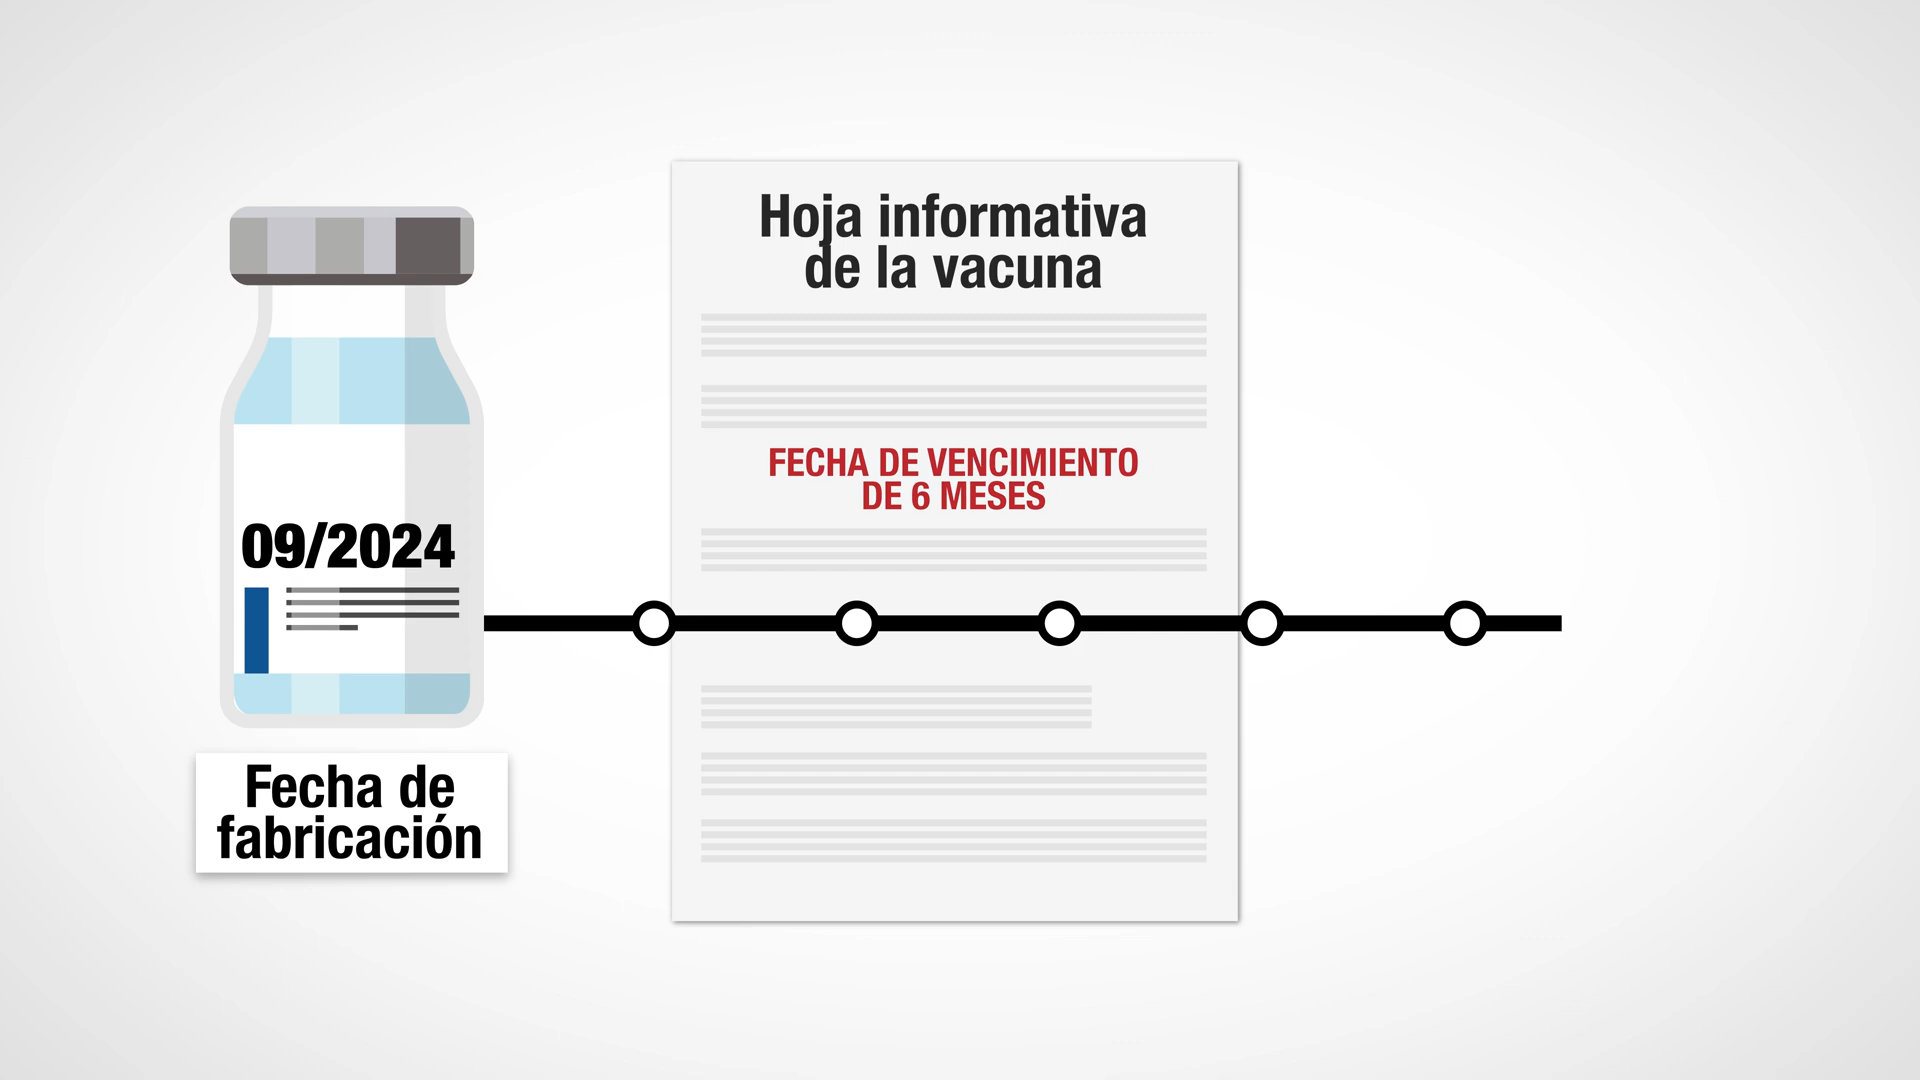 09/2024
Fecha de
fabricación
Hoja informativa
de la vacuna
FECHA DE VENCIMIENTO
DE 6 MESES